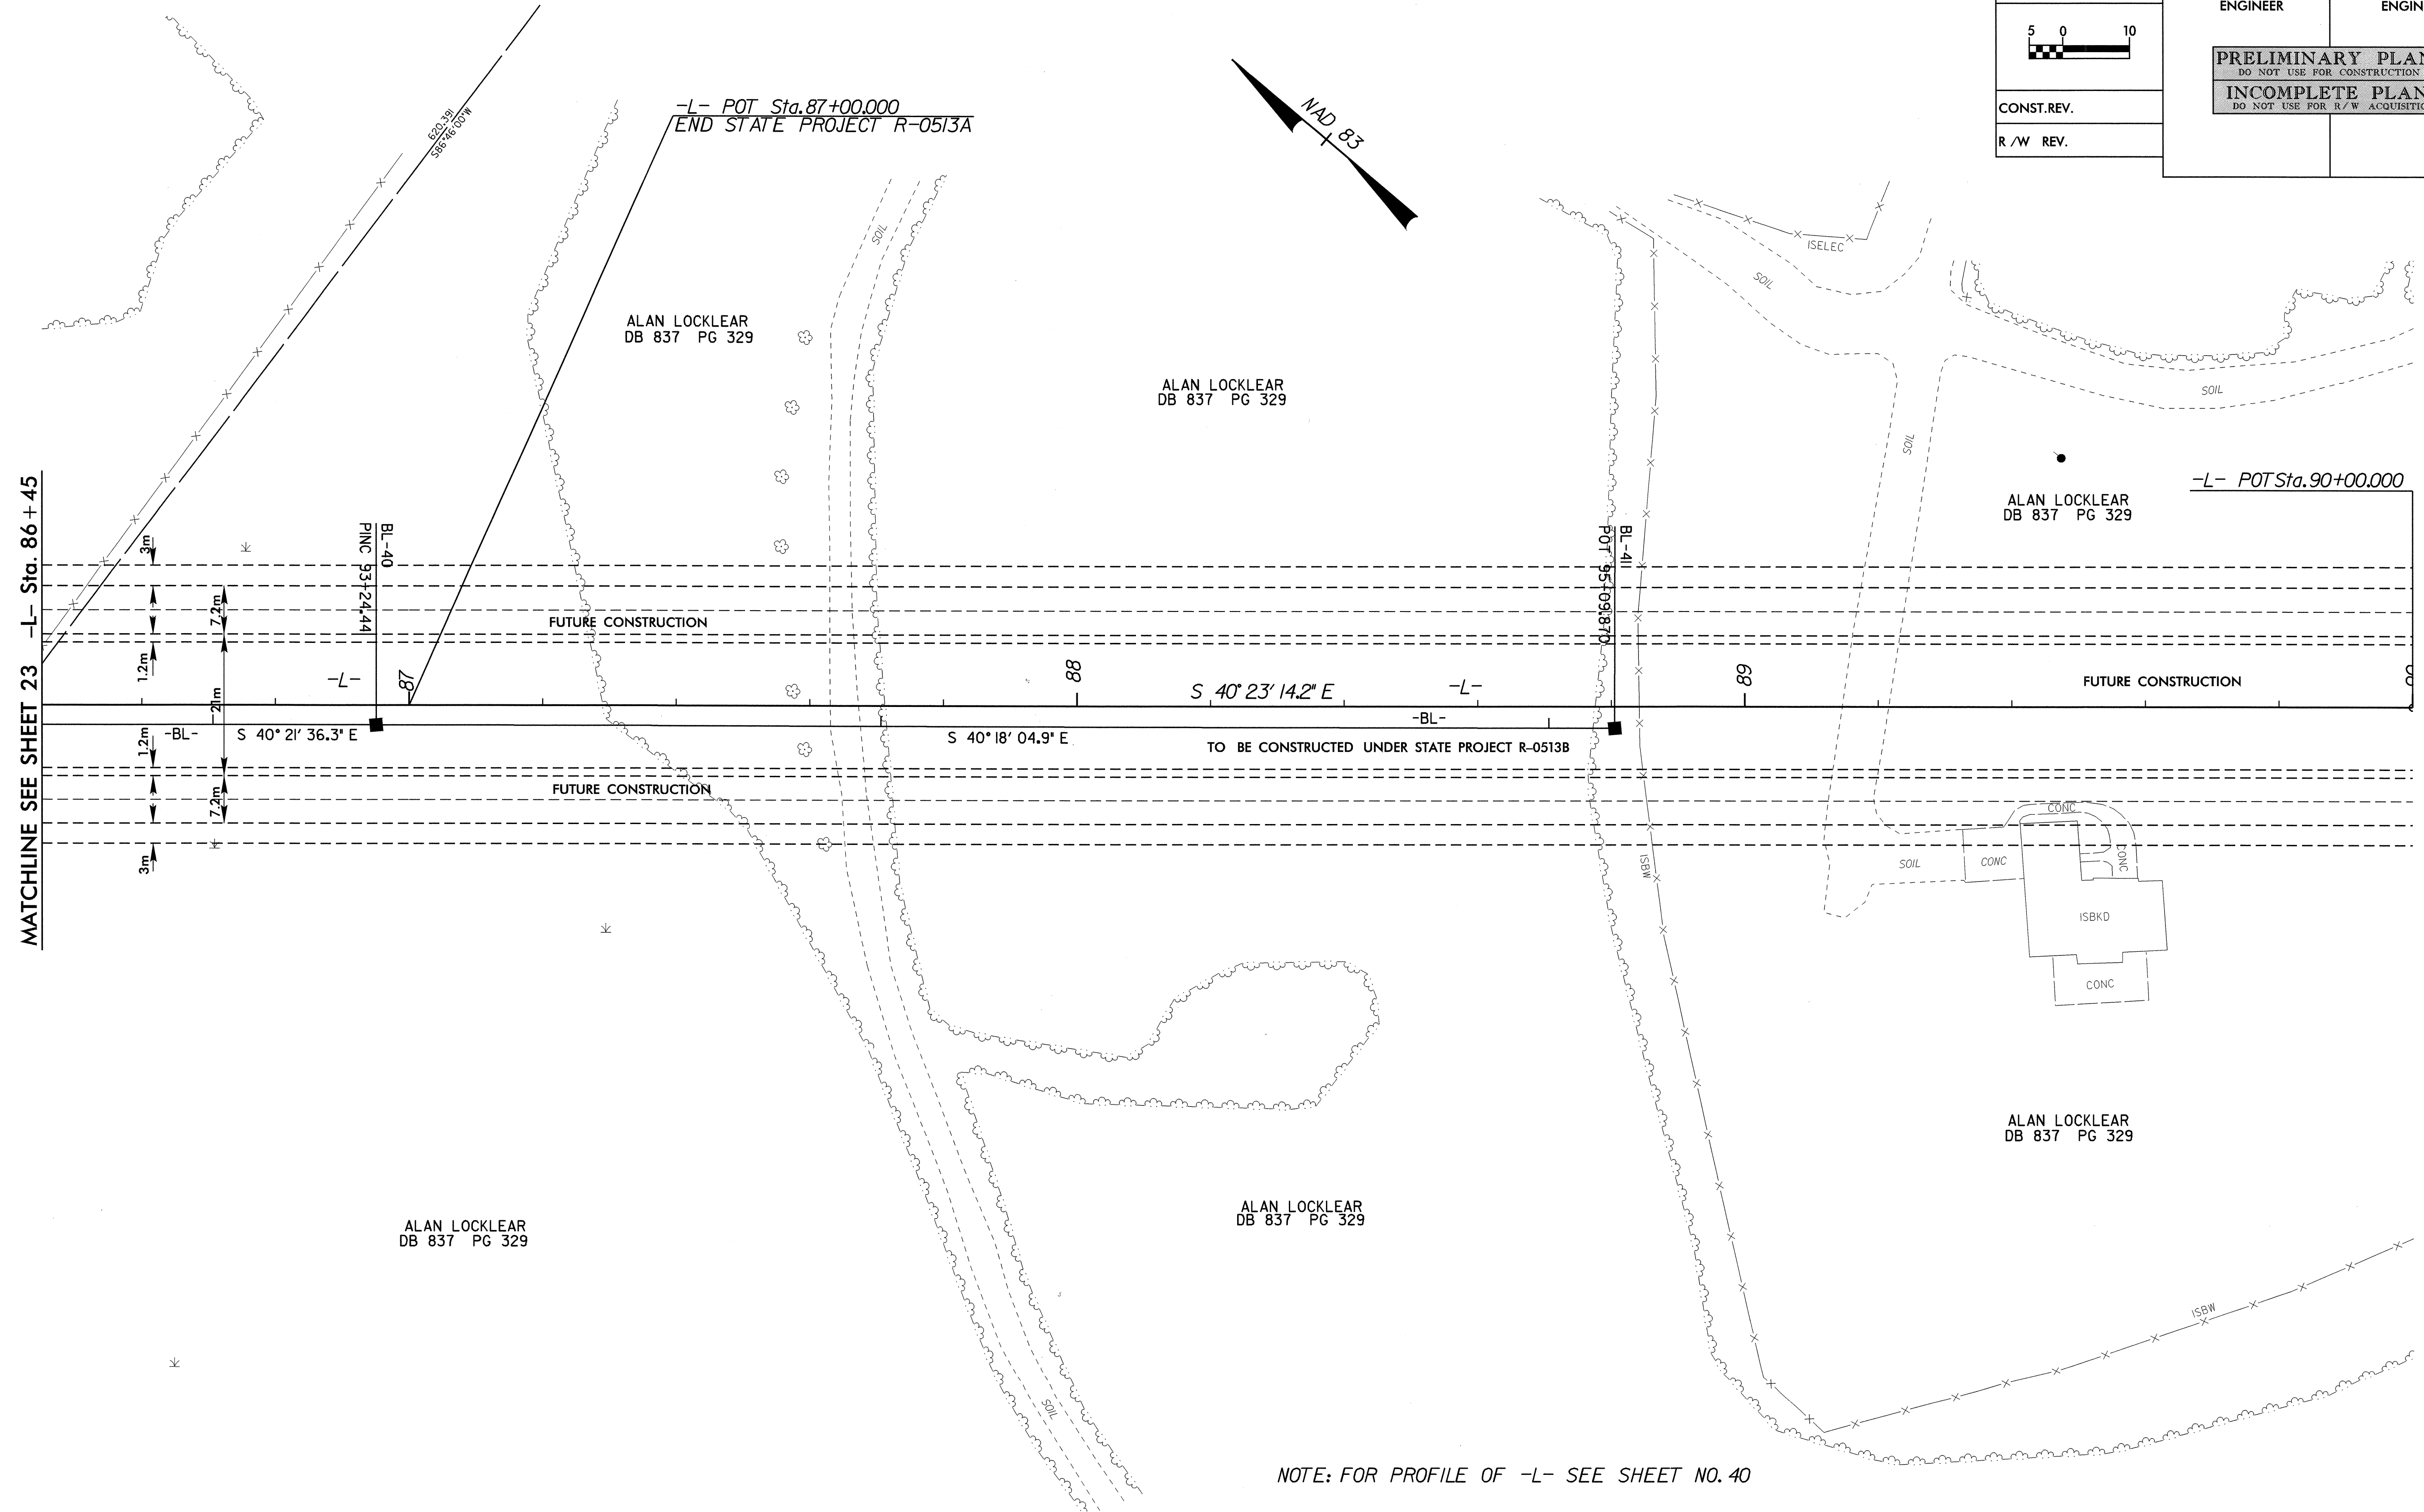 ENGINEER
5 0 10
PRELIMINARY
DO NOT USE FOR CONSTRUCTION
INCOMPLETE
DO NOT USE FOR R/W
CONST.REV.
R/W REV.
620.391
S86°46'00"W
-L- POT Sta.87+00.000
END STATE PROJECT R-0513A
NAD 83
SOIL
ISELEC
SOIL
SOIL
SOIL
ALAN LOCKLEAR
DB 837 PG 329
ALAN LOCKLEAR
DB 837 PG 329
ALAN LOCKLEAR
DB 837 PG 329
-L- POT Sta.90+00.000
MATCHLINE SEE SHEET 23 -L- Sta. 86+45
3m
7.2m
1.2m
21m
1.2m
7.2m
3m
BL-40
PINC 93+24.44
BL-41
POT 95+09.870
FUTURE CONSTRUCTION
FUTURE CONSTRUCTION
-L-
87
88
89
S 40° 23' 14.2" E
-L-
-BL-
S 40° 21' 36.3" E
S 40° 18' 04.9" E
-BL-
TO BE CONSTRUCTED UNDER STATE PROJECT R-0513B
FUTURE CONSTRUCTION
ISBW
SOIL
CONC
CONC
CONC
ISBKD
CONC
ALAN LOCKLEAR
DB 837 PG 329
ALAN LOCKLEAR
DB 837 PG 329
ALAN LOCKLEAR
DB 837 PG 329
ISBW
SOIL
NOTE: FOR PROFILE OF -L- SEE SHEET NO. 40